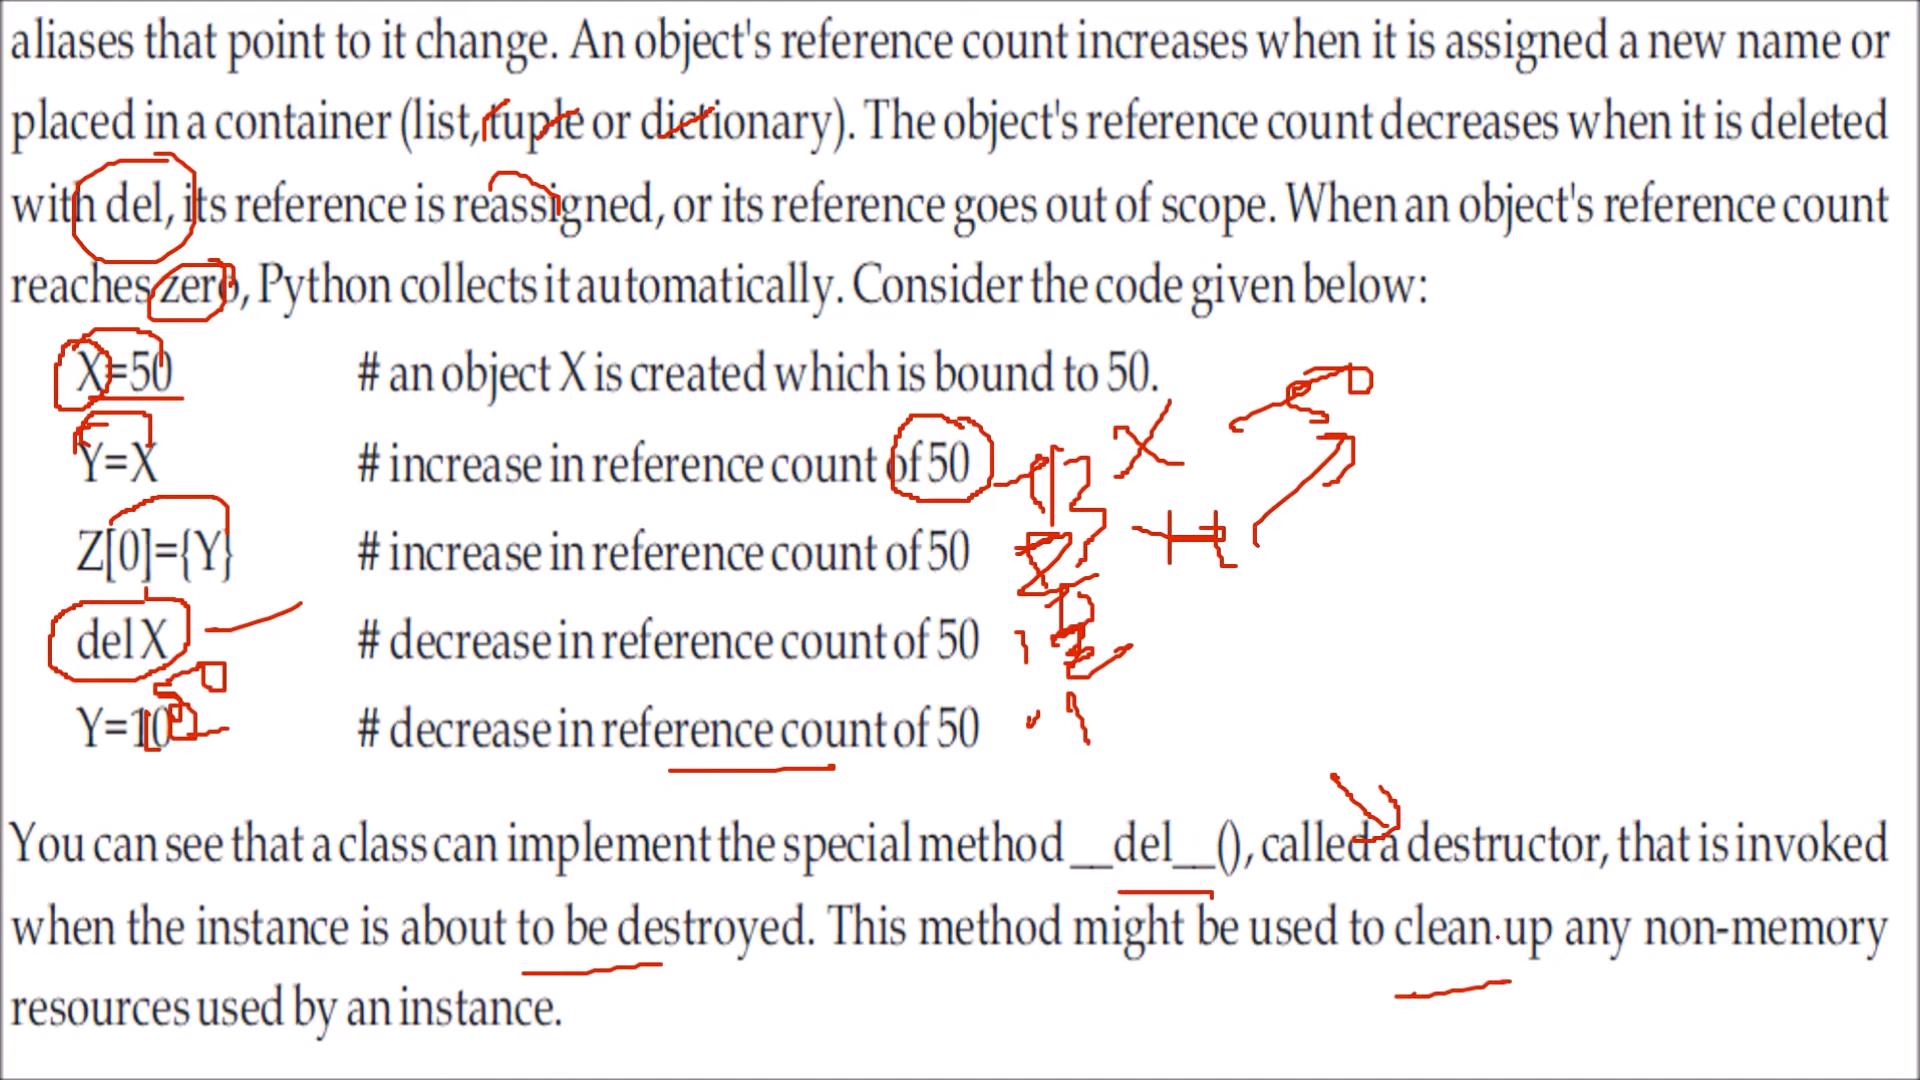 aliases that point to it change. An object's reference count increases when it is assigned a new name or
placed in a container (list, tuple or dictionary). The object's reference count decreases when it is deleted
with del, its reference is reassigned, or its reference goes out of scope. When an object's reference count
reaches zero, Python collects it automatically. Consider the code given below:
X=50 # an object X is created which is bound to 50.
Y=X # increase in reference count of 50
Z[0]={Y} # increase in reference count of 50
del X # decrease in reference count of 50
Y=10 # decrease in reference count of 50
You can see that a class can implement the special method __del__(), called a destructor, that is invoked
when the instance is about to be destroyed. This method might be used to clean up any non-memory
resources used by an instance.